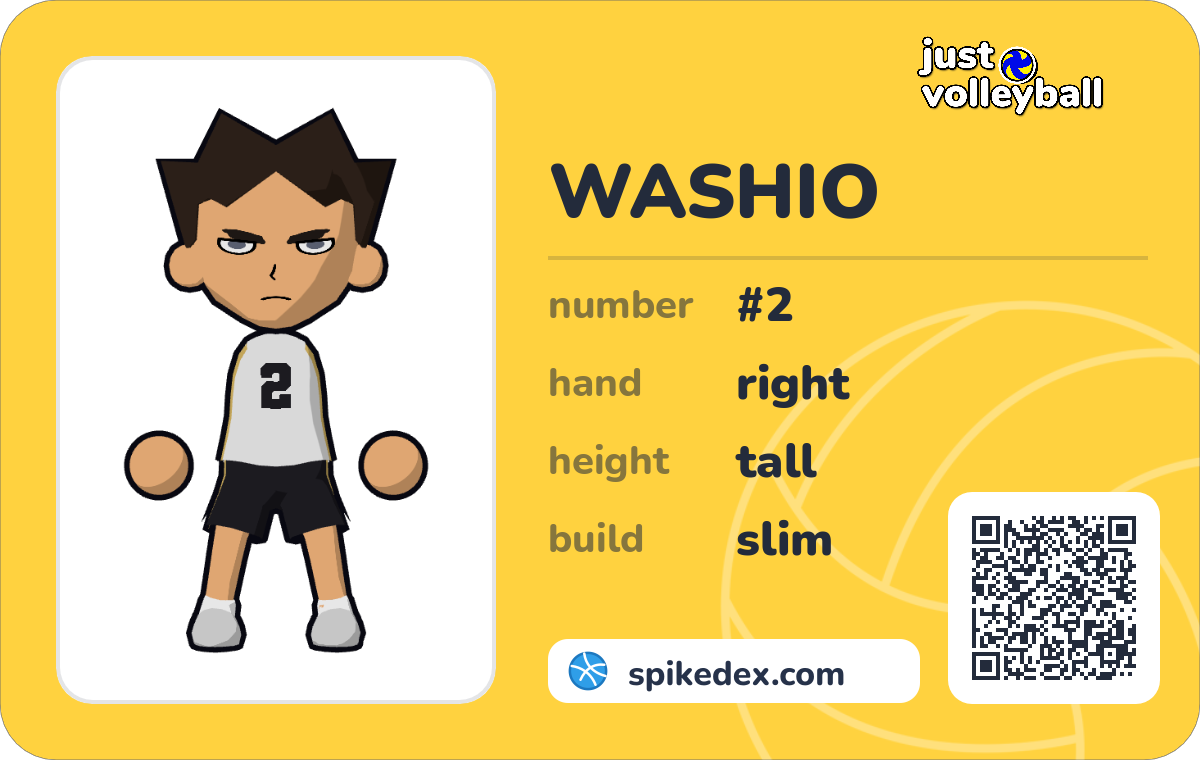 just
volleyball
WASHIO
number #2
hand right
height tall
build slim
2
spikedex.com